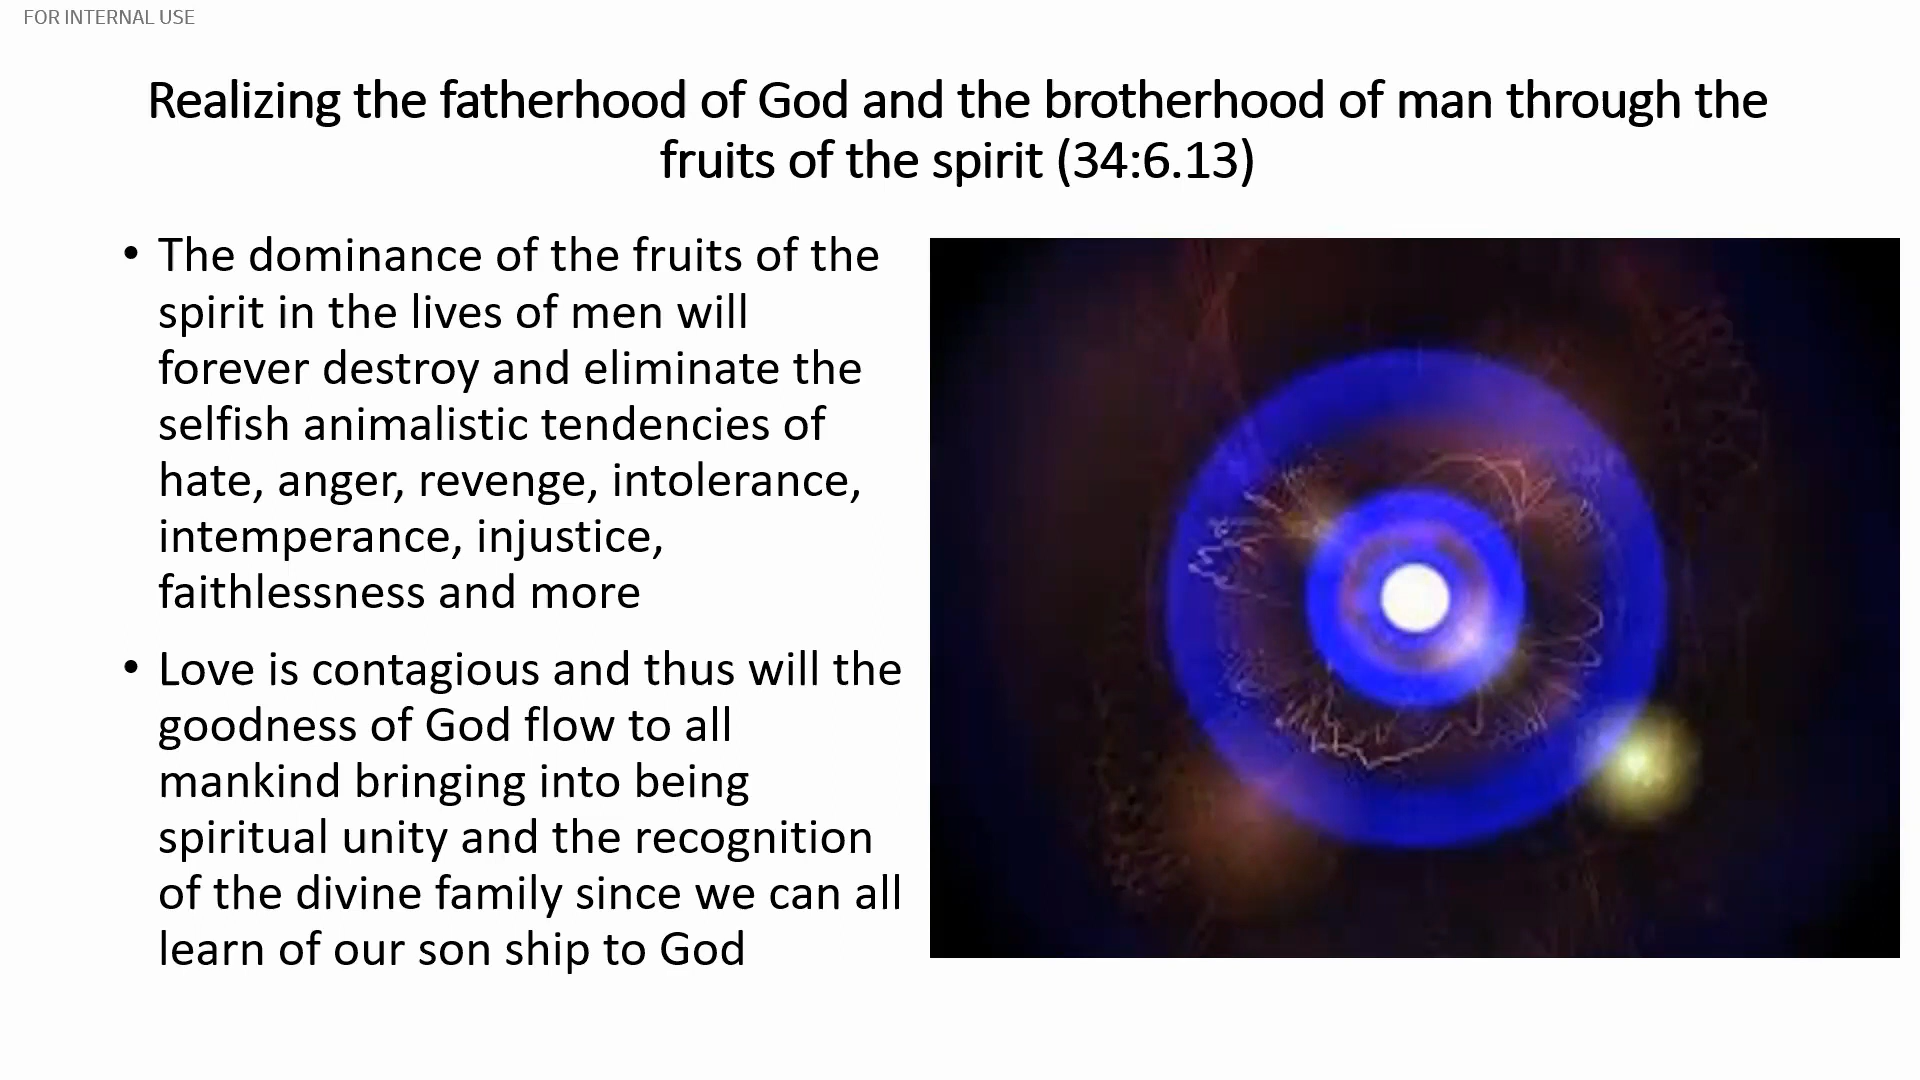 FOR INTERNAL USE
Realizing the fatherhood of God and the brotherhood of man through the
fruits of the spirit (34:6.13)
• The dominance of the fruits of the
spirit in the lives of men will
forever destroy and eliminate the
selfish animalistic tendencies of
hate, anger, revenge, intolerance,
intemperance, injustice,
faithlessness and more
• Love is contagious and thus will the
goodness of God flow to all
mankind bringing into being
spiritual unity and the recognition
of the divine family since we can all
learn of our son ship to God